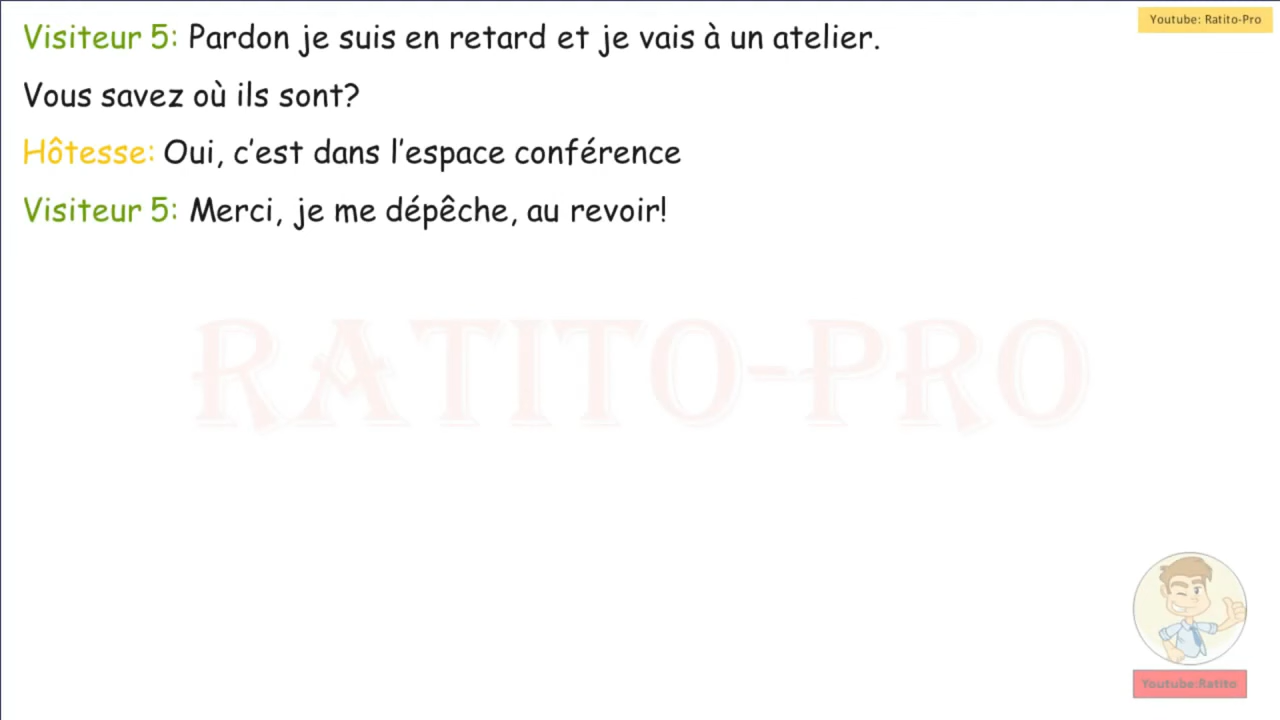 Youtube: Ratito-Pro
Visiteur 5: Pardon je suis en retard et je vais à un atelier.
Vous savez où ils sont?
Hôtesse: Oui, c'est dans l'espace conférence
Visiteur 5: Merci, je me dépêche, au revoir!
RATITO-PRO
Youtube:Ratito